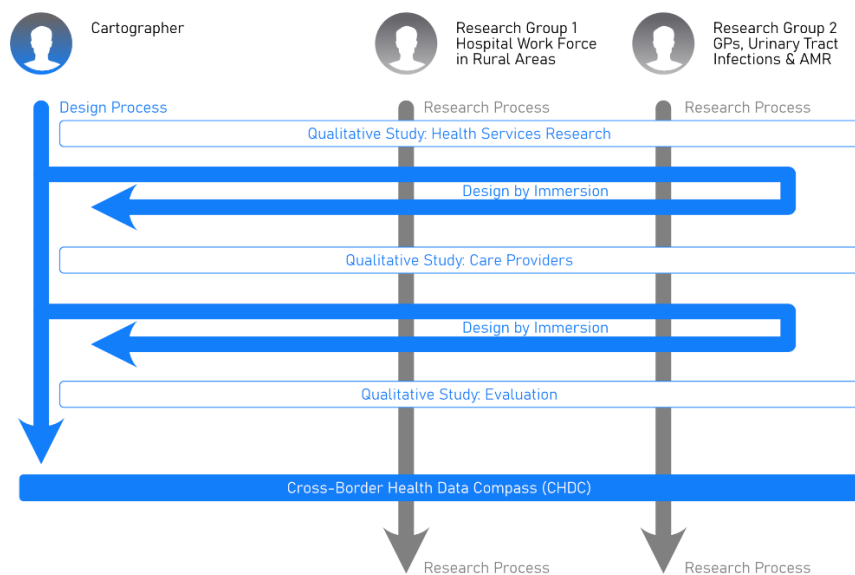 Cartographer
Research Group 1
Hospital Work Force
in Rural Areas
Research Group 2
GPs, Urinary Tract
Infections & AMR
Design Process
Research Process
Research Process
Qualitative Study: Health Services Research
Design by Immersion
Qualitative Study: Care Providers
Design by Immersion
Qualitative Study: Evaluation
Cross-Border Health Data Compass (CHDC)
Research Process
Research Process